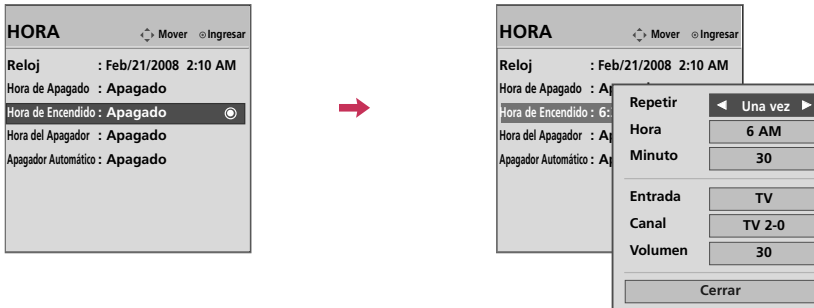 HORA Mover Ingresar
Reloj : Feb/21/2008 2:10 AM
Hora de Apagado : Apagado
Hora de Encendido : Apagado
Hora del Apagador : Apagado
Apagador Automático : Apagado
HORA Mover Ingresar
Reloj : Feb/21/2008 2:10 AM
Hora de Apagado :
Hora de Encendido : 6:
Hora del Apagador :
Apagador Automático :
Repetir Una vez
Hora 6 AM
Minuto 30
Entrada TV
Canal TV 2-0
Volumen 30
Cerrar